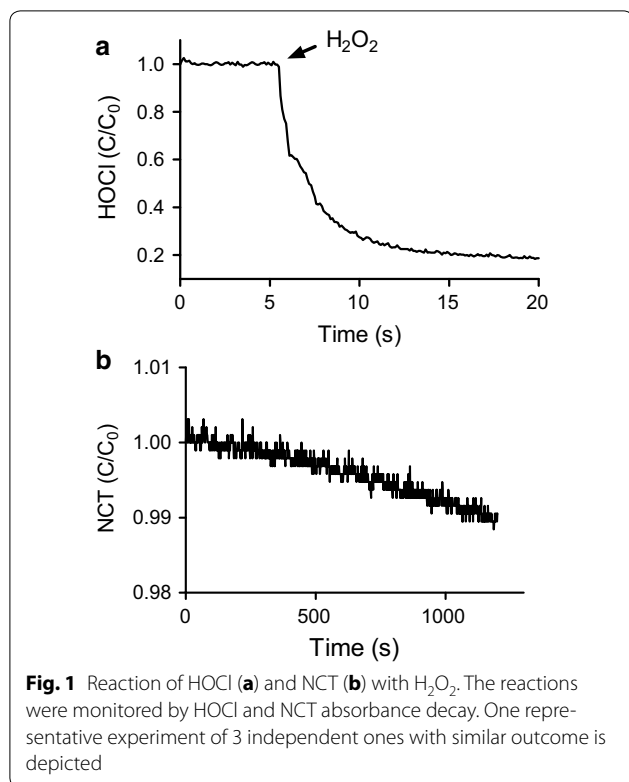 a
H₂O₂
1.0
0.8
0.6
0.4
0.2
HOCl (C/C₀)
0 5 10 15 20
Time (s)
b
1.01
1.00
0.99
0.98
NCT (C/C₀)
0 500 1000
Time (s)
Fig. 1 Reaction of HOCl (a) and NCT (b) with H₂O₂. The reactions
were monitored by HOCl and NCT absorbance decay. One repre-
sentative experiment of 3 independent ones with similar outcome is
depicted